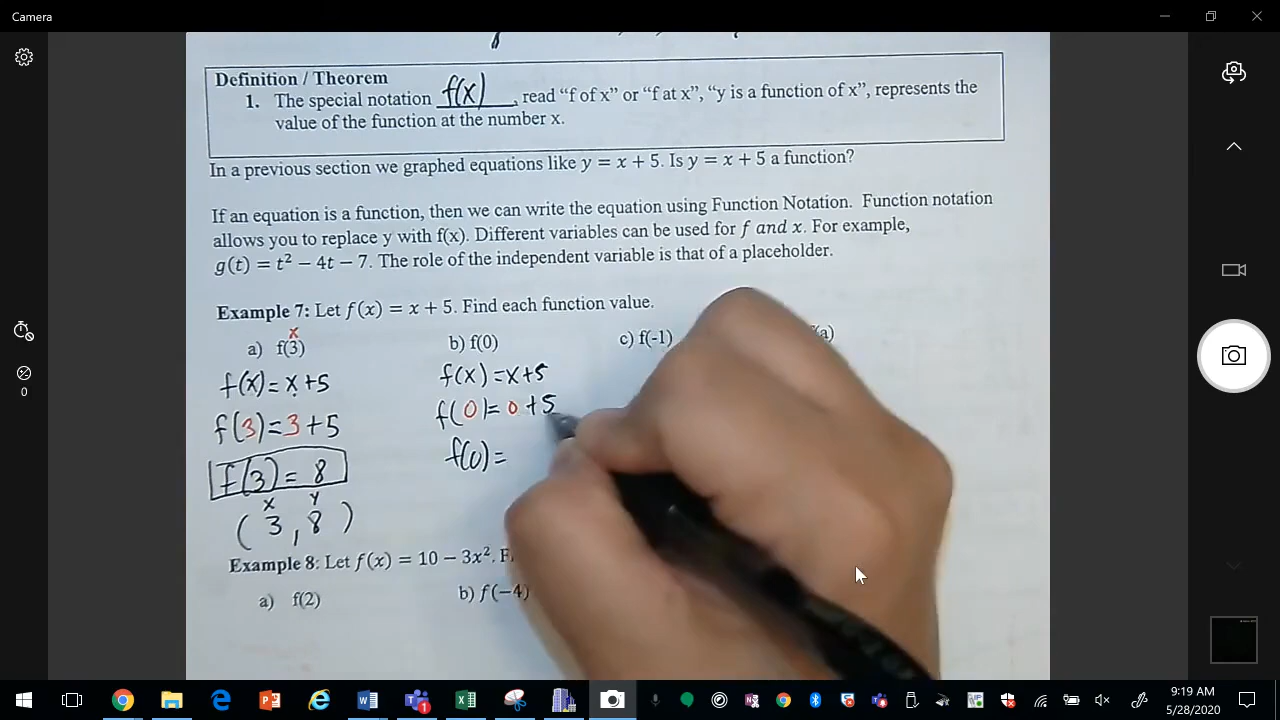 Camera
Definition / Theorem
1. The special notation f(x), read “f of x” or “f at x”, “y is a function of x”, represents the
value of the function at the number x.
In a previous section we graphed equations like y = x + 5. Is y = x + 5 a function?
If an equation is a function, then we can write the equation using Function Notation. Function notation
allows you to replace y with f(x). Different variables can be used for f and x. For example,
g(t) = t² − 4t − 7. The role of the independent variable is that of a placeholder.
Example 7: Let f(x) = x + 5. Find each function value.
x
a) f(3) b) f(0) c) f(-1) (a)
f(x) = x + 5 f(x) = x + 5
f(3) = 3 + 5 f(0) = 0 + 5
f(3) = 8 f(0) =
x y
(3, 8)
Example 8: Let f(x) = 10 − 3x². F
a) f(2) b) f(−4)
0
9:19 AM
5/28/2020